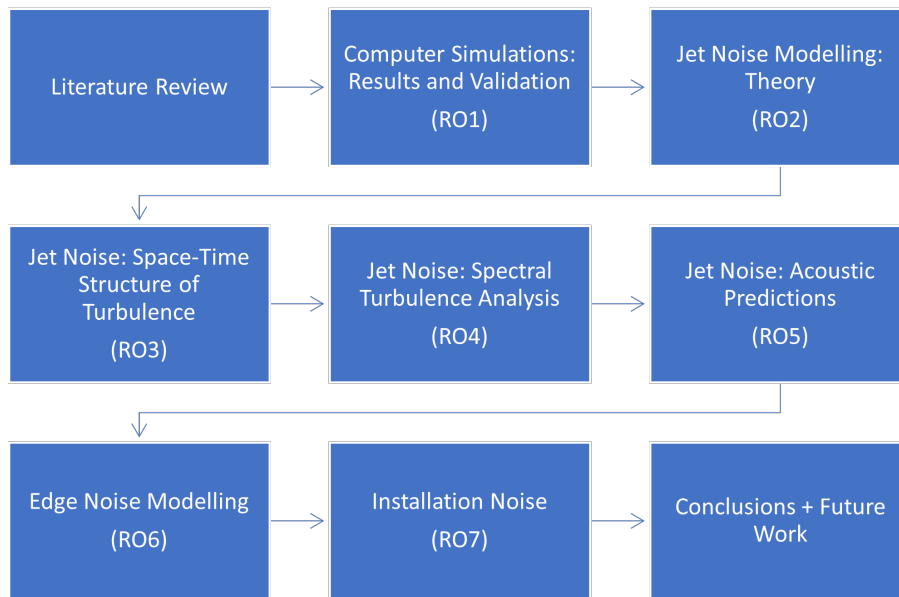 Literature Review
Computer Simulations:
Results and Validation
(RO1)
Jet Noise Modelling:
Theory
(RO2)
Jet Noise: Space-Time
Structure of
Turbulence
(RO3)
Jet Noise: Spectral
Turbulence Analysis
(RO4)
Jet Noise: Acoustic
Predictions
(RO5)
Edge Noise Modelling
(RO6)
Installation Noise
(RO7)
Conclusions + Future
Work